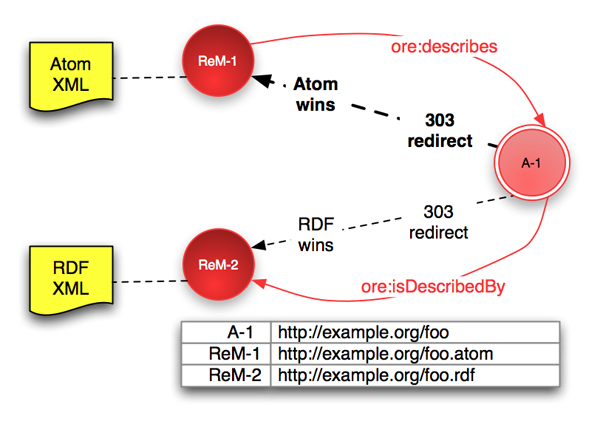 Atom
XML
ReM-1
ore:describes
Atom
wins
303
redirect
A-1
RDF
wins
303
redirect
RDF
XML
ReM-2
ore:isDescribedBy
A-1 http://example.org/foo
ReM-1 http://example.org/foo.atom
ReM-2 http://example.org/foo.rdf